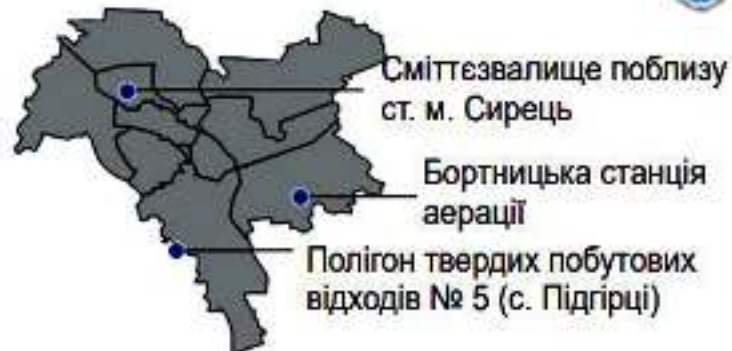 Сміттєзвалище поблизу
ст. м. Сирець
Бортницька станція
аерації
Полігон твердих побутових
відходів № 5 (с. Підгірці)